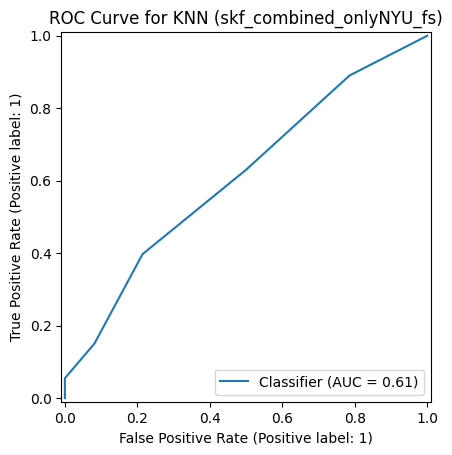 ROC Curve for KNN (skf_combined_onlyNYU_fs)
1.0
0.8
0.6
0.4
0.2
0.0
True Positive Rate (Positive label: 1)
Classifier (AUC = 0.61)
0.0 0.2 0.4 0.6 0.8 1.0
False Positive Rate (Positive label: 1)